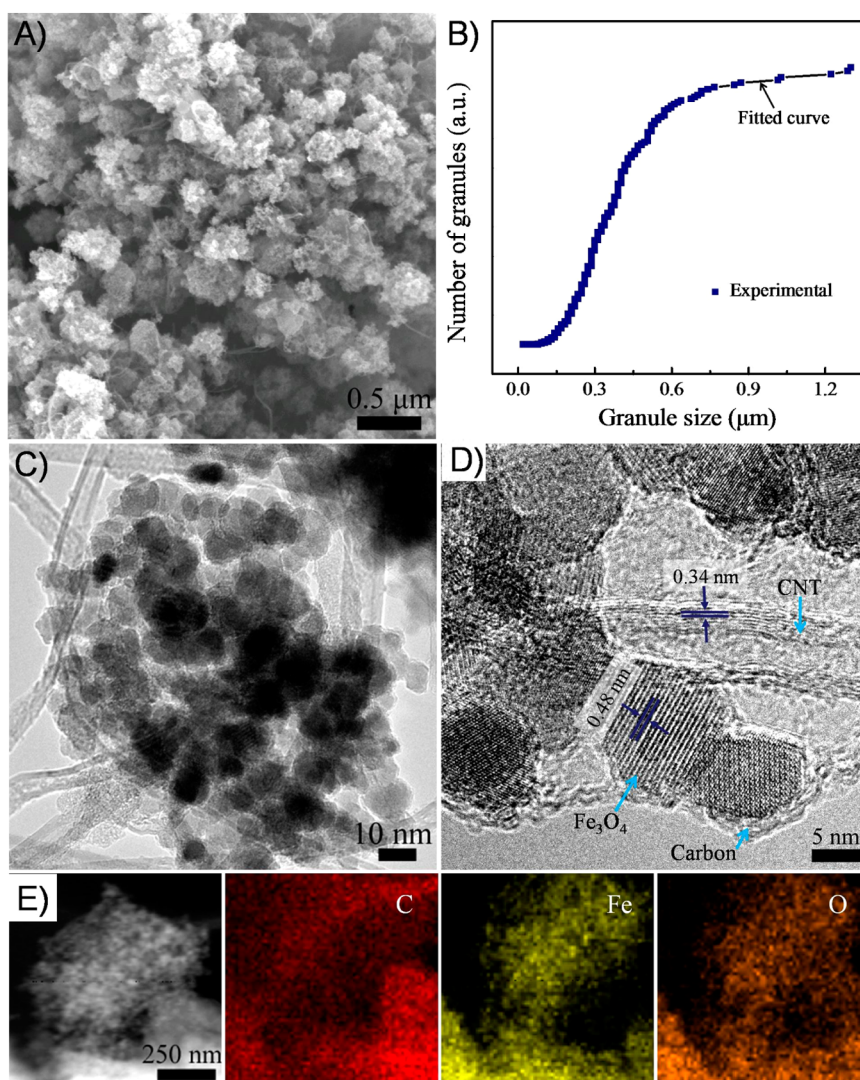 A)
0.5 μm
B)
Number of granules (a.u.)
Fitted curve
Experimental
0.0 0.3 0.6 0.9 1.2
Granule size (μm)
C)
10 nm
D)
0.34 nm
CNT
0.48 nm
Fe₃O₄
Carbon
5 nm
E)
C
Fe
O
250 nm